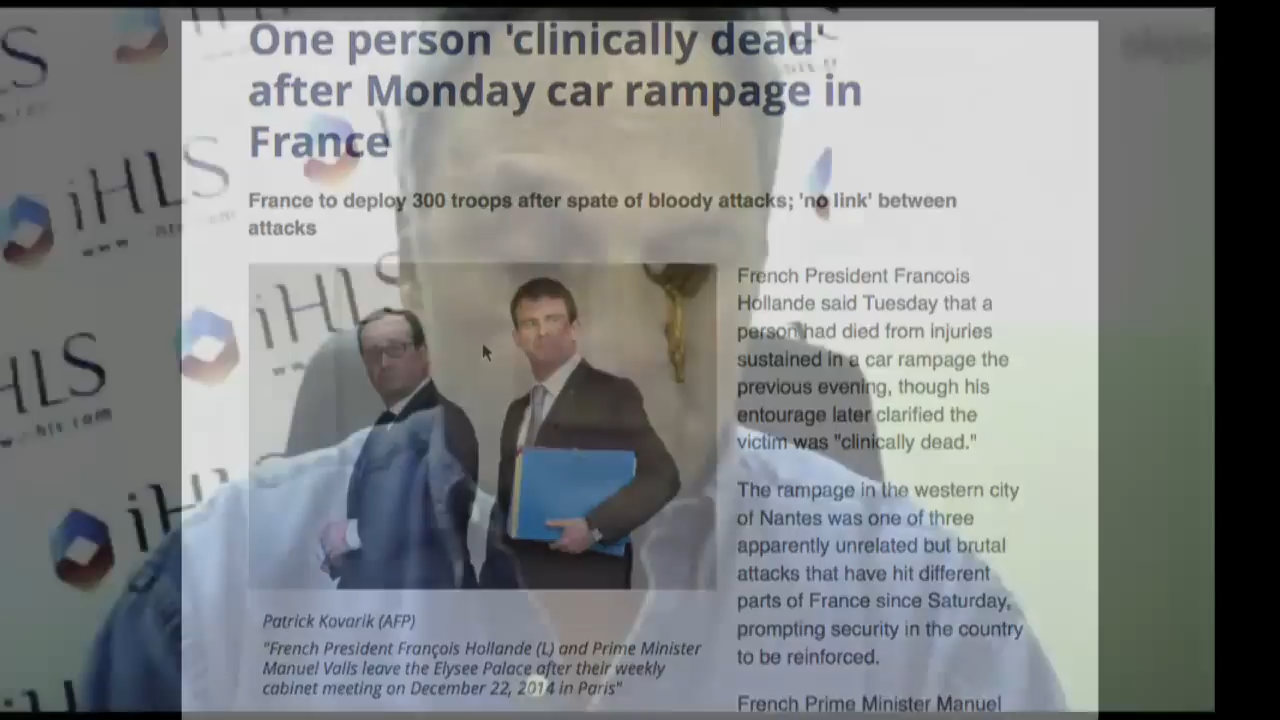 One person 'clinically dead'
after Monday car rampage in
France
France to deploy 300 troops after spate of bloody attacks; 'no link' between
attacks
French President Francois
Hollande said Tuesday that a
person had died from injuries
sustained in a car rampage the
previous evening, though his
entourage later clarified the
victim was "clinically dead."
The rampage in the western city
of Nantes was one of three
apparently unrelated but brutal
attacks that have hit different
parts of France since Saturday,
prompting security in the country
to be reinforced.
French Prime Minister Manuel
Patrick Kovarik (AFP)
"French President François Hollande (L) and Prime Minister
Manuel Valls leave the Elysee Palace after their weekly
cabinet meeting on December 22, 2014 in Paris"
iHLS
iHLS